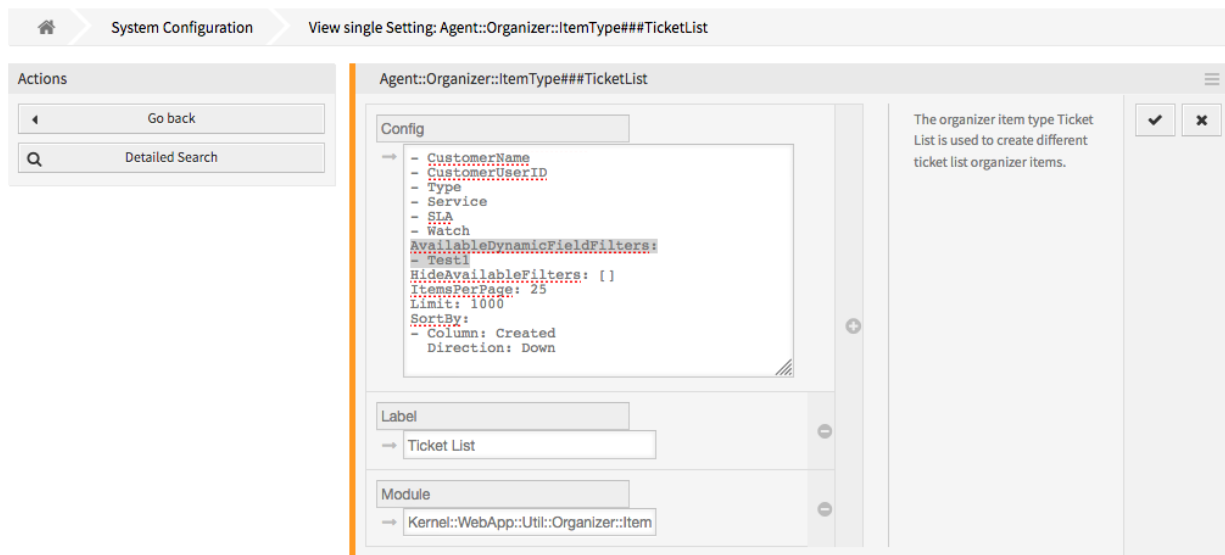 System Configuration
View single Setting: Agent::Organizer::ItemType###TicketList
Actions
Go back
Detailed Search
Agent::Organizer::ItemType###TicketList
Config
- CustomerName
- CustomerUserID
- Type
- Service
- SLA
- Watch
AvailableDynamicFieldFilters:
- Test1
HideAvailableFilters: []
ItemsPerPage: 25
Limit: 1000
SortBy:
- Column: Created
Direction: Down
Label
Ticket List
Module
Kernel::WebApp::Util::Organizer::Item
The organizer item type Ticket
List is used to create different
ticket list organizer items.